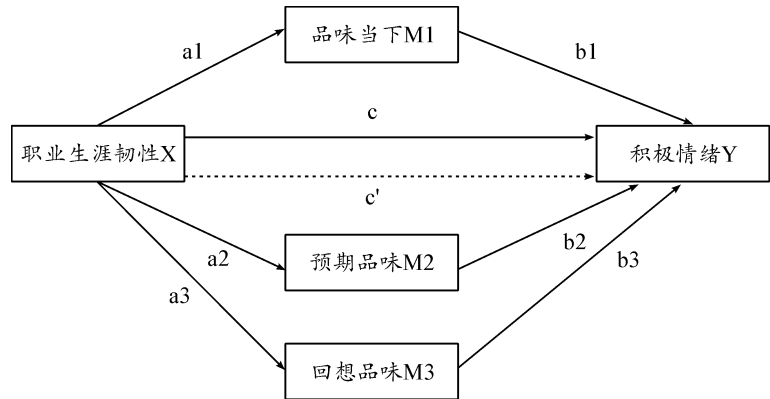 品味当下M1
a1
b1
c
职业生涯韧性X
积极情绪Y
c'
a2
预期品味M2
b2
b3
a3
回想品味M3